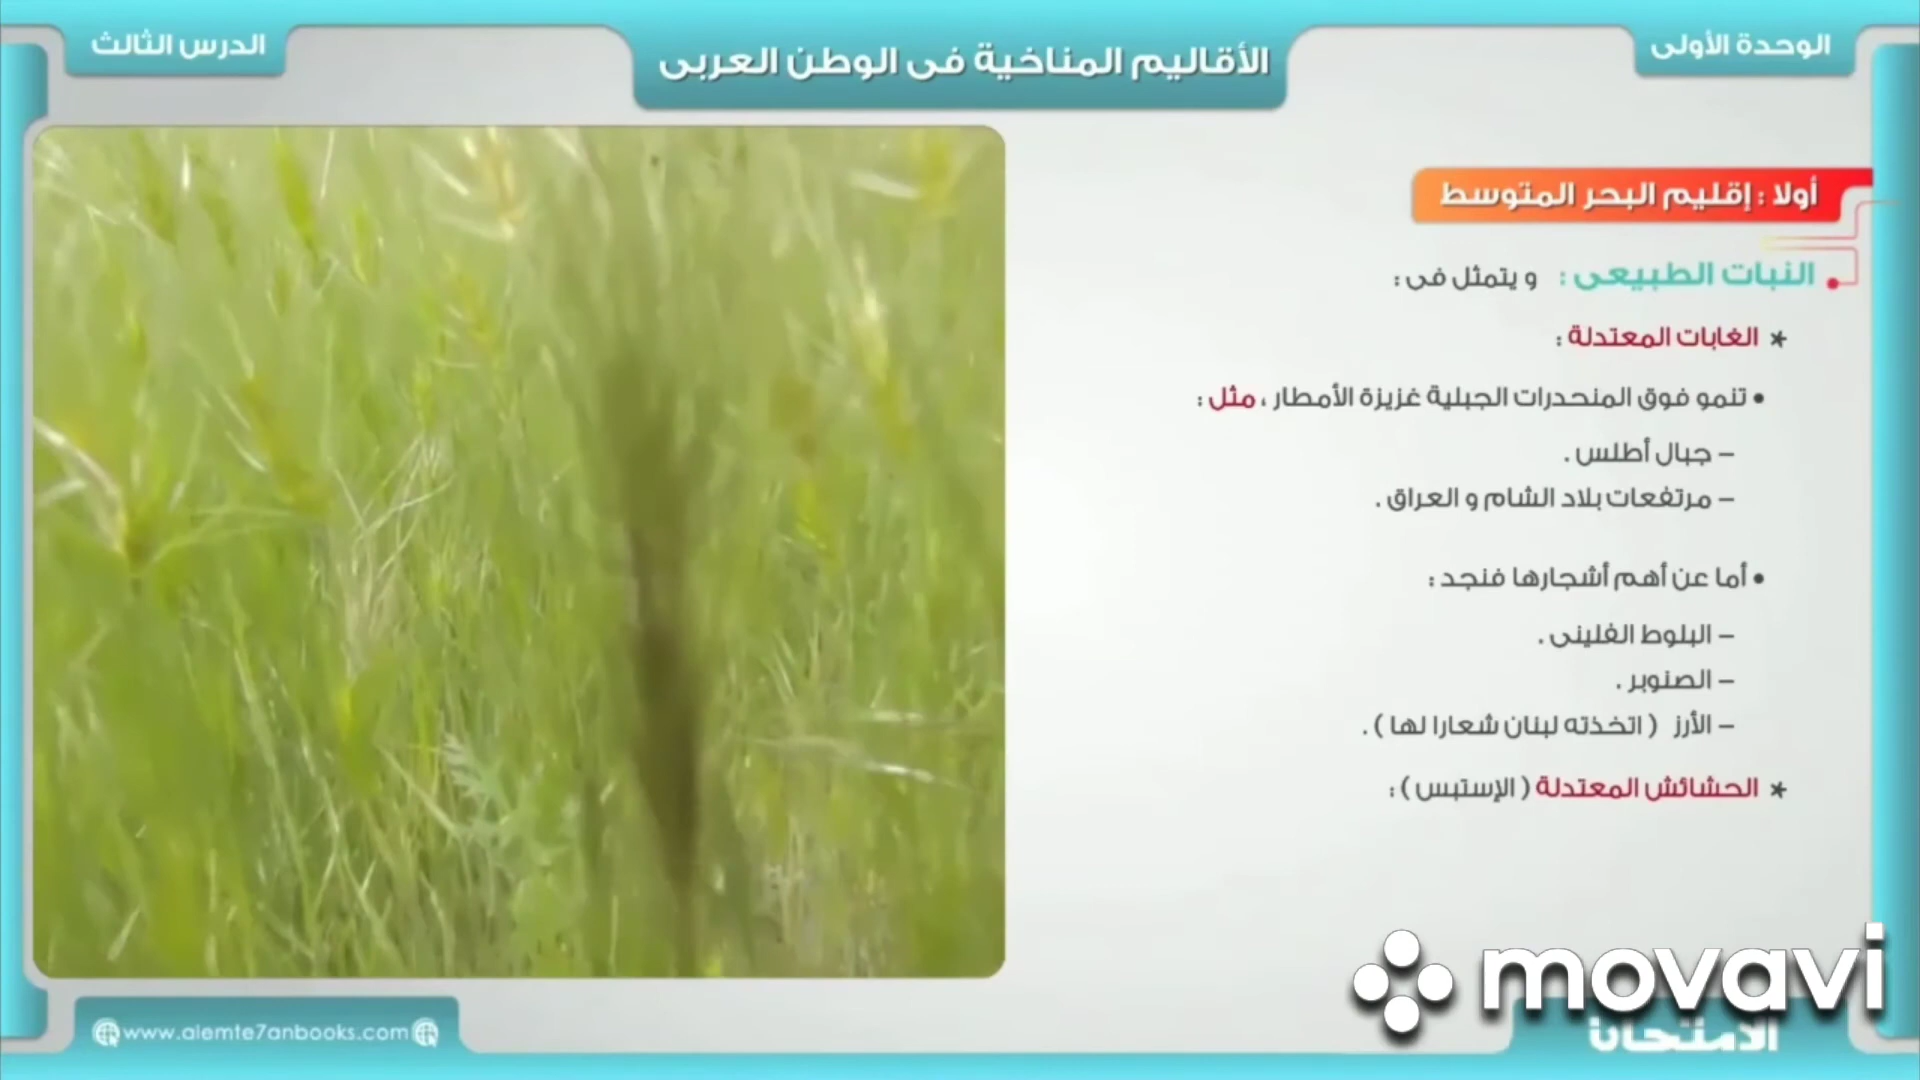 الوحدة الأولى
الأقاليم المناخية فى الوطن العربى
الدرس الثالث
أولا : إقليم البحر المتوسط
النبات الطبيعى : و يتمثل فى :
* الغابات المعتدلة :
• تنمو فوق المنحدرات الجبلية غزيزة الأمطار ، مثل :
– جبال أطلس .
– مرتفعات بلاد الشام و العراق .
• أما عن أهم أشجارها فنجد :
– البلوط الفلينى .
– الصنوبر .
– الأرز ( اتخذته لبنان شعارا لها ) .
* الحشائش المعتدلة ( الإستبس ) :
movavi
الامتحان
www.alemte7anbooks.com